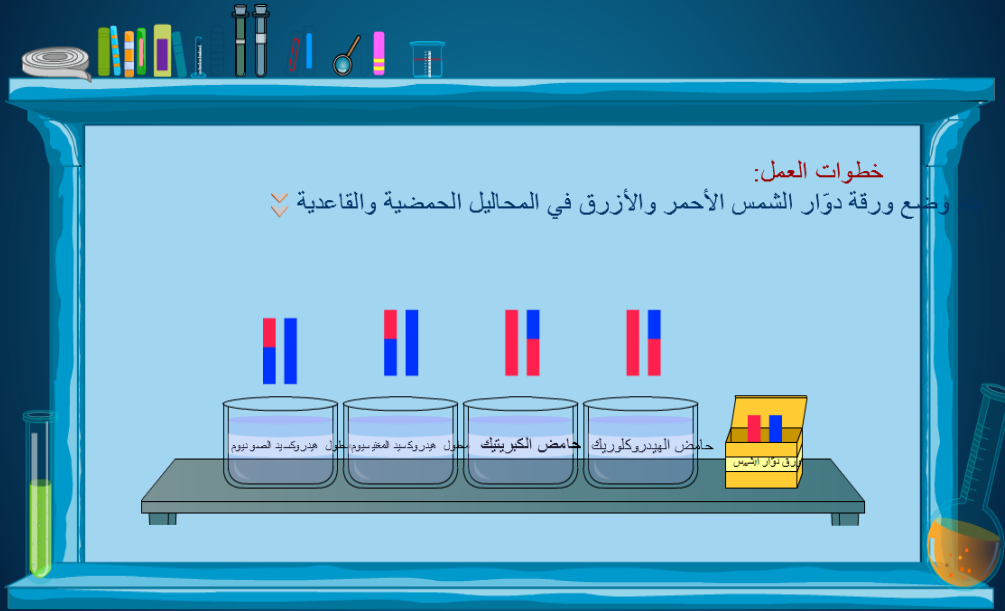 خطوات العمل:
وضع ورقة دوّار الشمس الأحمر والأزرق في المحاليل الحمضية والقاعدية
ورق دوّار الشمس
حامض الهيدروكلوريك
حامض الكبريتيك
محلول هيدروكسيد المغنيسيوم
محلول هيدروكسيد الصوديوم